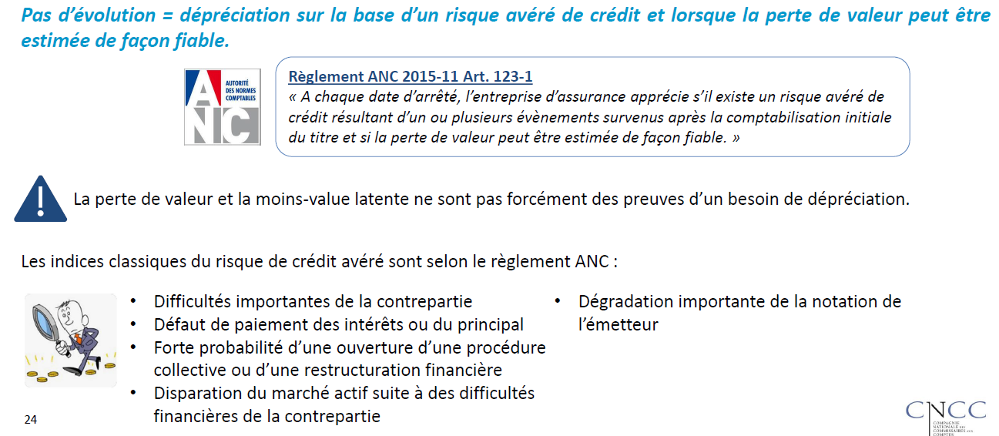 Pas d’évolution = dépréciation sur la base d’un risque avéré de crédit et lorsque la perte de valeur peut être
estimée de façon fiable.
ANC
AUTORITÉ
DES NORMES
COMPTABLES
Règlement ANC 2015-11 Art. 123-1
« A chaque date d’arrêté, l’entreprise d’assurance apprécie s’il existe un risque avéré de
crédit résultant d’un ou plusieurs évènements survenus après la comptabilisation initiale
du titre et si la perte de valeur peut être estimée de façon fiable. »
!
La perte de valeur et la moins-value latente ne sont pas forcément des preuves d’un besoin de dépréciation.
Les indices classiques du risque de crédit avéré sont selon le règlement ANC :
• Difficultés importantes de la contrepartie
• Défaut de paiement des intérêts ou du principal
• Forte probabilité d’une ouverture d’une procédure
collective ou d’une restructuration financière
• Disparation du marché actif suite à des difficultés
financières de la contrepartie
• Dégradation importante de la notation de
l’émetteur
24
CNCC
COMPAGNIE
NATIONALE DES
COMMISSAIRES AUX
COMPTES